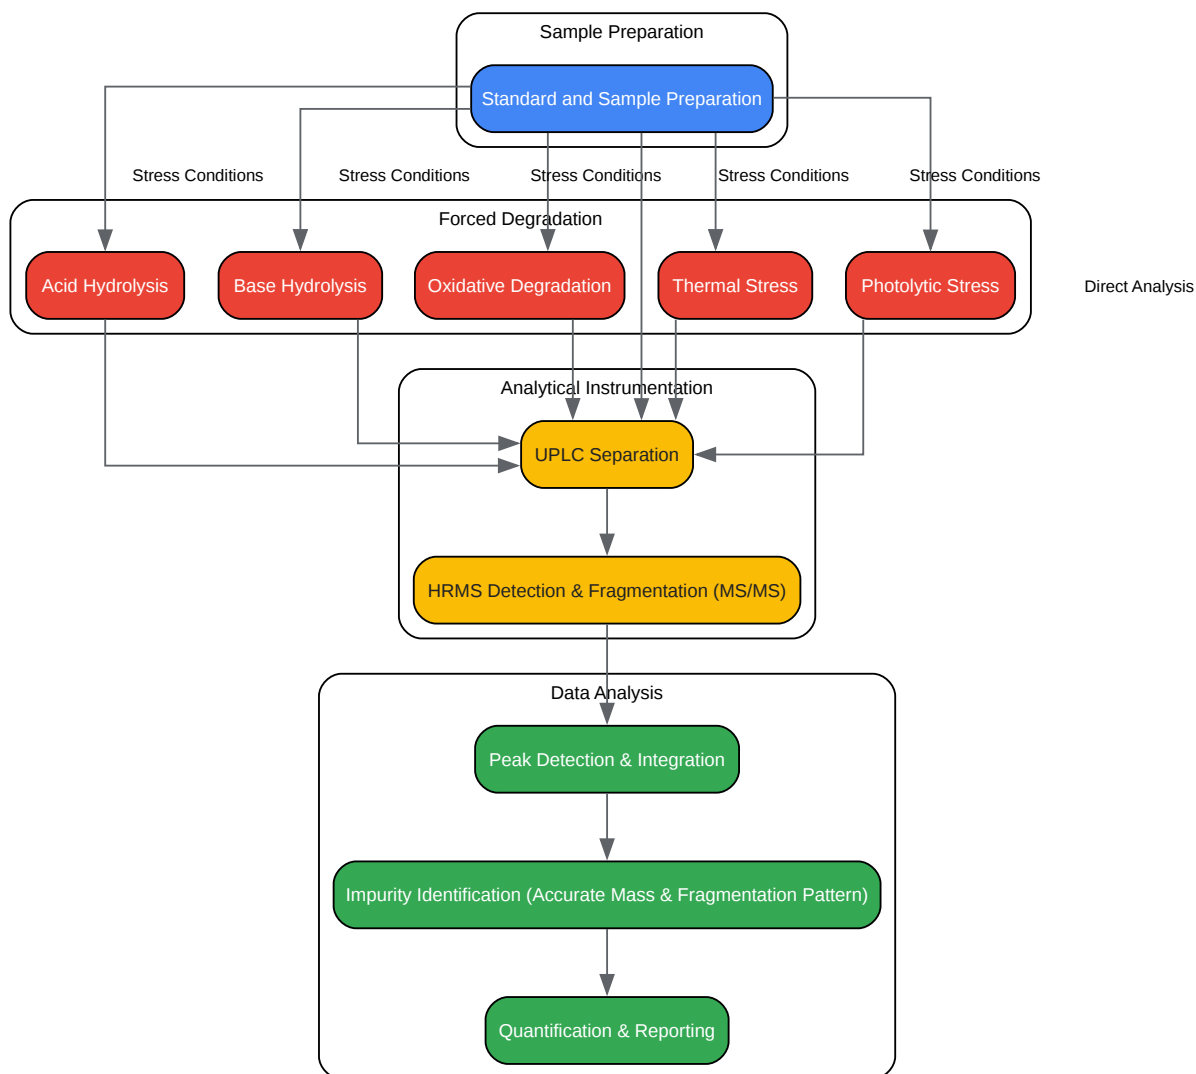 Sample Preparation
Standard and Sample Preparation
Stress Conditions
Stress Conditions
Stress Conditions
Stress Conditions
Stress Conditions
Forced Degradation
Acid Hydrolysis
Base Hydrolysis
Oxidative Degradation
Thermal Stress
Photolytic Stress
Direct Analysis
Analytical Instrumentation
UPLC Separation
HRMS Detection & Fragmentation (MS/MS)
Data Analysis
Peak Detection & Integration
Impurity Identification (Accurate Mass & Fragmentation Pattern)
Quantification & Reporting